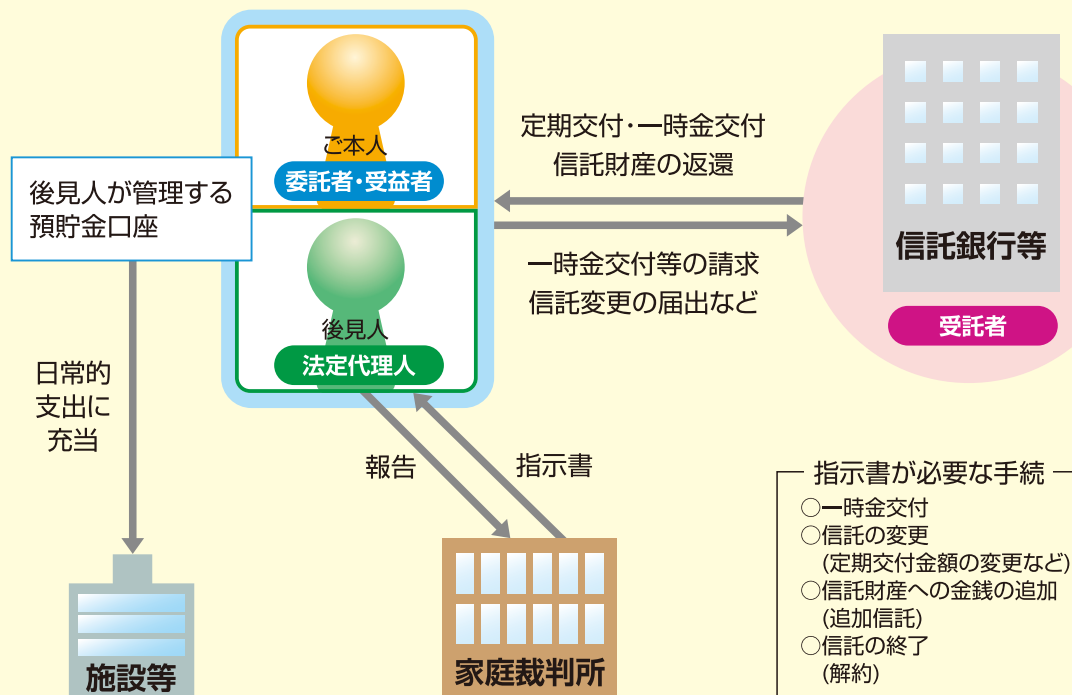 ご本人
委託者・受益者
後見人が管理する
預貯金口座
後見人
法定代理人
定期交付・一時金交付
信託財産の返還
一時金交付等の請求
信託変更の届出など
信託銀行等
受託者
日常的
支出に
充当
報告
指示書
施設等
家庭裁判所
指示書が必要な手続
○一時金交付
○信託の変更
(定期交付金額の変更など)
○信託財産への金銭の追加
(追加信託)
○信託の終了
(解約)